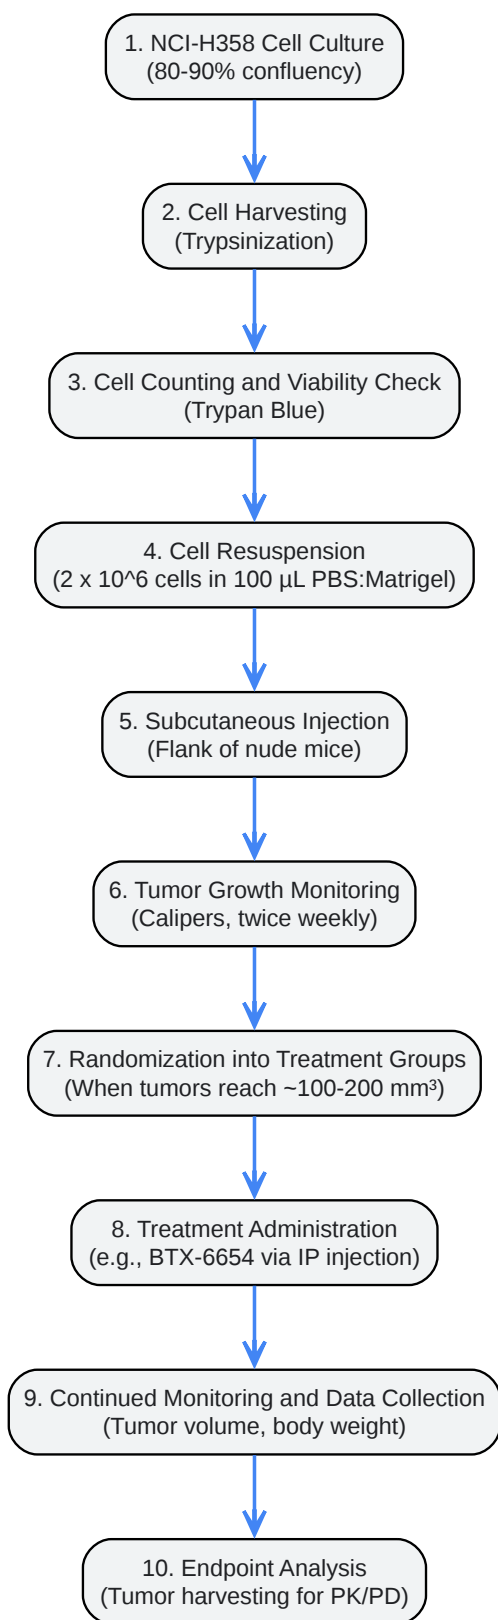 1. NCI-H358 Cell Culture
(80-90% confluency)
2. Cell Harvesting
(Trypsinization)
3. Cell Counting and Viability Check
(Trypan Blue)
4. Cell Resuspension
(2 x 10^6 cells in 100 µL PBS:Matrigel)
5. Subcutaneous Injection
(Flank of nude mice)
6. Tumor Growth Monitoring
(Calipers, twice weekly)
7. Randomization into Treatment Groups
(When tumors reach ~100-200 mm³)
8. Treatment Administration
(e.g., BTX-6654 via IP injection)
9. Continued Monitoring and Data Collection
(Tumor volume, body weight)
10. Endpoint Analysis
(Tumor harvesting for PK/PD)